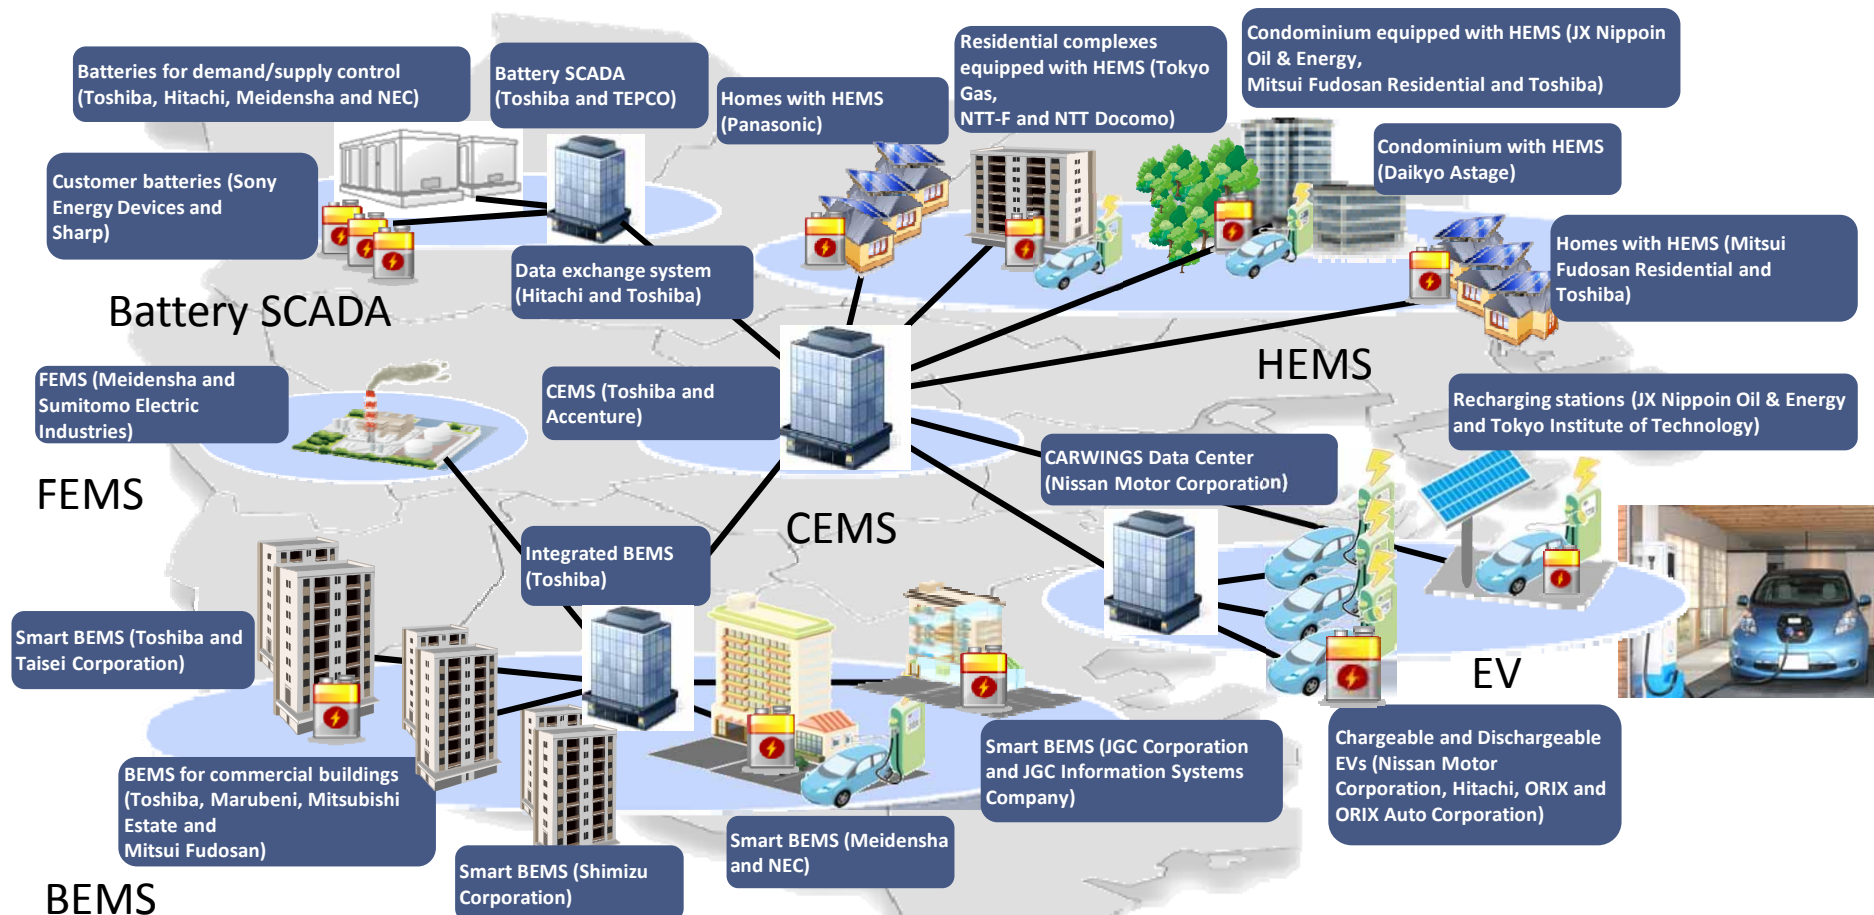 Batteries for demand/supply control
(Toshiba, Hitachi, Meidensha and NEC)
Battery SCADA
(Toshiba and TEPCO)
Homes with HEMS
(Panasonic)
Residential complexes
equipped with HEMS (Tokyo
Gas,
NTT-F and NTT Docomo)
Condominium equipped with HEMS (JX Nippoin
Oil & Energy,
Mitsui Fudosan Residential and Toshiba)
Condominium with HEMS
(Daikyo Astage)
Customer batteries (Sony
Energy Devices and
Sharp)
Homes with HEMS (Mitsui
Fudosan Residential and
Toshiba)
Data exchange system
(Hitachi and Toshiba)
Battery SCADA
HEMS
FEMS (Meidensha and
Sumitomo Electric
Industries)
CEMS (Toshiba and
Accenture)
Recharging stations (JX Nippoin Oil & Energy
and Tokyo Institute of Technology)
CARWINGS Data Center
(Nissan Motor Corporation)
FEMS
CEMS
Integrated BEMS
(Toshiba)
Smart BEMS (Toshiba and
Taisei Corporation)
EV
BEMS for commercial buildings
(Toshiba, Marubeni, Mitsubishi
Estate and
Mitsui Fudosan)
Smart BEMS (JGC Corporation
and JGC Information Systems
Company)
Chargeable and Dischargeable
EVs (Nissan Motor
Corporation, Hitachi, ORIX and
ORIX Auto Corporation)
Smart BEMS (Meidensha
and NEC)
Smart BEMS (Shimizu
Corporation)
BEMS